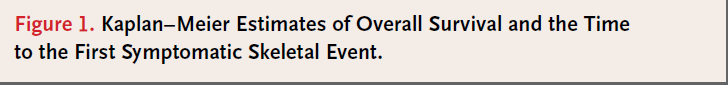 Figure 1. Kaplan–Meier Estimates of Overall Survival and the Time
to the First Symptomatic Skeletal Event.